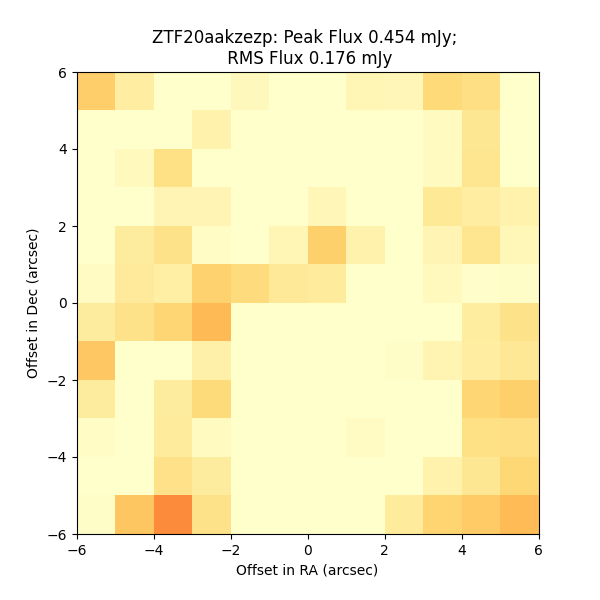 ZTF20aakzezp: Peak Flux 0.454 mJy;
RMS Flux 0.176 mJy
6
4
2
0
−2
−4
−6
Offset in Dec (arcsec)
−6 −4 −2 0 2 4 6
Offset in RA (arcsec)